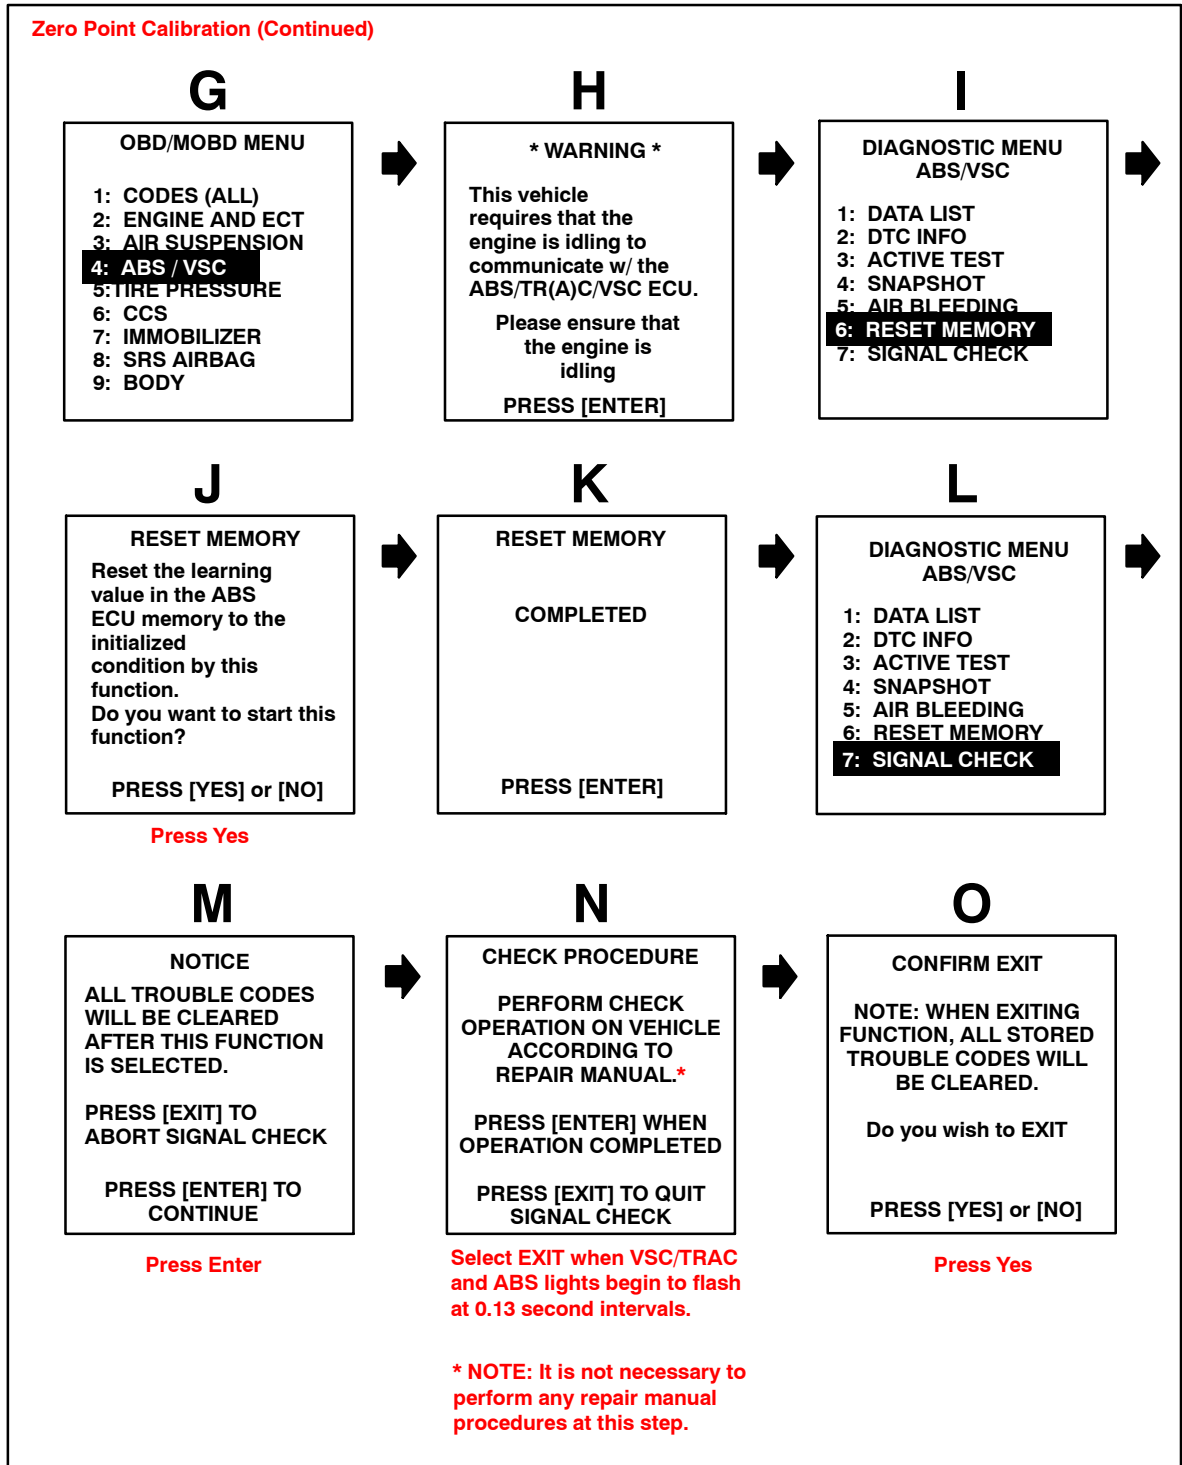 Zero Point Calibration (Continued)
G
OBD/MOBD MENU
1: CODES (ALL)
2: ENGINE AND ECT
3: AIR SUSPENSION
4: ABS / VSC
5:TIRE PRESSURE
6: CCS
7: IMMOBILIZER
8: SRS AIRBAG
9: BODY
H
* WARNING *
This vehicle
requires that the
engine is idling to
communicate w/ the
ABS/TR(A)C/VSC ECU.
Please ensure that
the engine is
idling
PRESS [ENTER]
I
DIAGNOSTIC MENU
ABS/VSC
1: DATA LIST
2: DTC INFO
3: ACTIVE TEST
4: SNAPSHOT
5: AIR BLEEDING
6: RESET MEMORY
7: SIGNAL CHECK
J
RESET MEMORY
Reset the learning
value in the ABS
ECU memory to the
initialized
condition by this
function.
Do you want to start this
function?
PRESS [YES] or [NO]
Press Yes
K
RESET MEMORY
COMPLETED
PRESS [ENTER]
L
DIAGNOSTIC MENU
ABS/VSC
1: DATA LIST
2: DTC INFO
3: ACTIVE TEST
4: SNAPSHOT
5: AIR BLEEDING
6: RESET MEMORY
7: SIGNAL CHECK
M
NOTICE
ALL TROUBLE CODES
WILL BE CLEARED
AFTER THIS FUNCTION
IS SELECTED.
PRESS [EXIT] TO
ABORT SIGNAL CHECK
PRESS [ENTER] TO
CONTINUE
Press Enter
N
CHECK PROCEDURE
PERFORM CHECK
OPERATION ON VEHICLE
ACCORDING TO
REPAIR MANUAL.*
PRESS [ENTER] WHEN
OPERATION COMPLETED
PRESS [EXIT] TO QUIT
SIGNAL CHECK
Select EXIT when VSC/TRAC
and ABS lights begin to flash
at 0.13 second intervals.
* NOTE: It is not necessary to
perform any repair manual
procedures at this step.
O
CONFIRM EXIT
NOTE: WHEN EXITING
FUNCTION, ALL STORED
TROUBLE CODES WILL
BE CLEARED.
Do you wish to EXIT
PRESS [YES] or [NO]
Press Yes